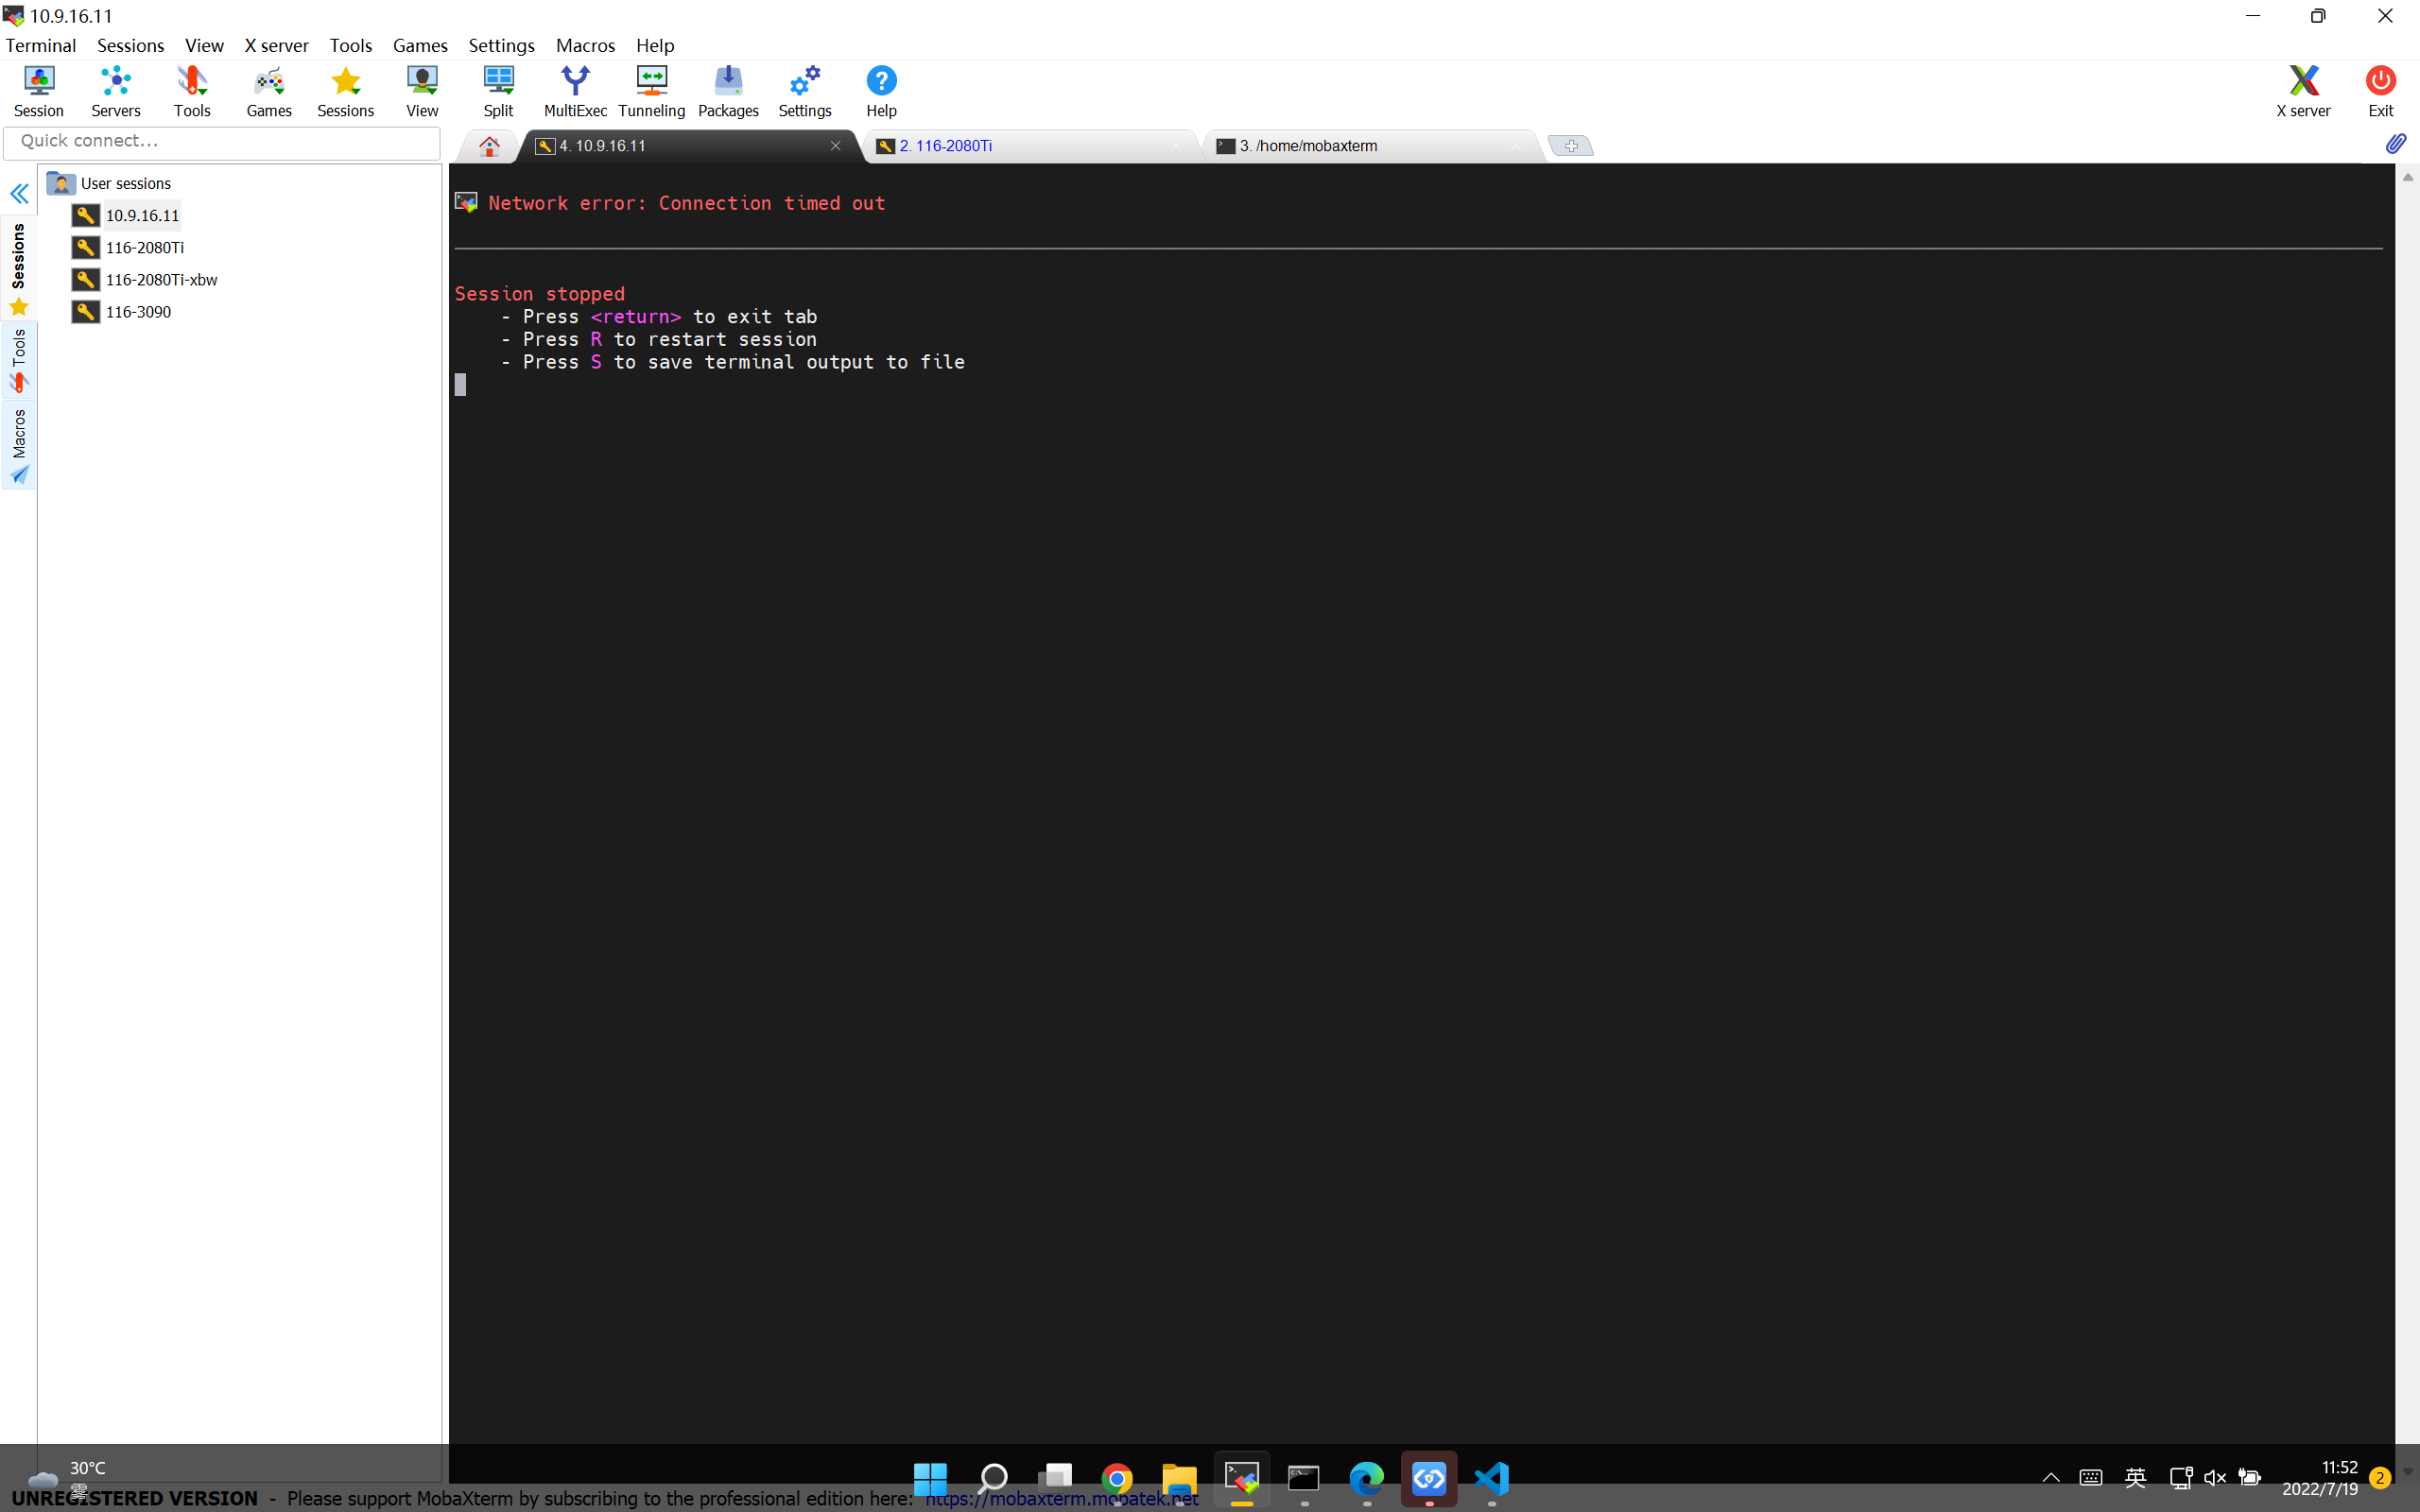 10.9.16.11
Terminal Sessions View X server Tools Games Settings Macros Help
Session Servers Tools Games Sessions View Split MultiExec Tunneling Packages Settings Help X server Exit
Quick connect...
4. 10.9.16.11
2. 116-2080Ti
3. /home/mobaxterm
Sessions
Tools
Macros
User sessions
10.9.16.11
116-2080Ti
116-2080Ti-xbw
116-3090
Network error: Connection timed out
Session stopped
- Press <return> to exit tab
- Press R to restart session
- Press S to save terminal output to file
30°C
雾
英
11:52
2022/7/19
2
UNREGISTERED VERSION - Please support MobaXterm by subscribing to the professional edition here: https://mobaxterm.mobatek.net